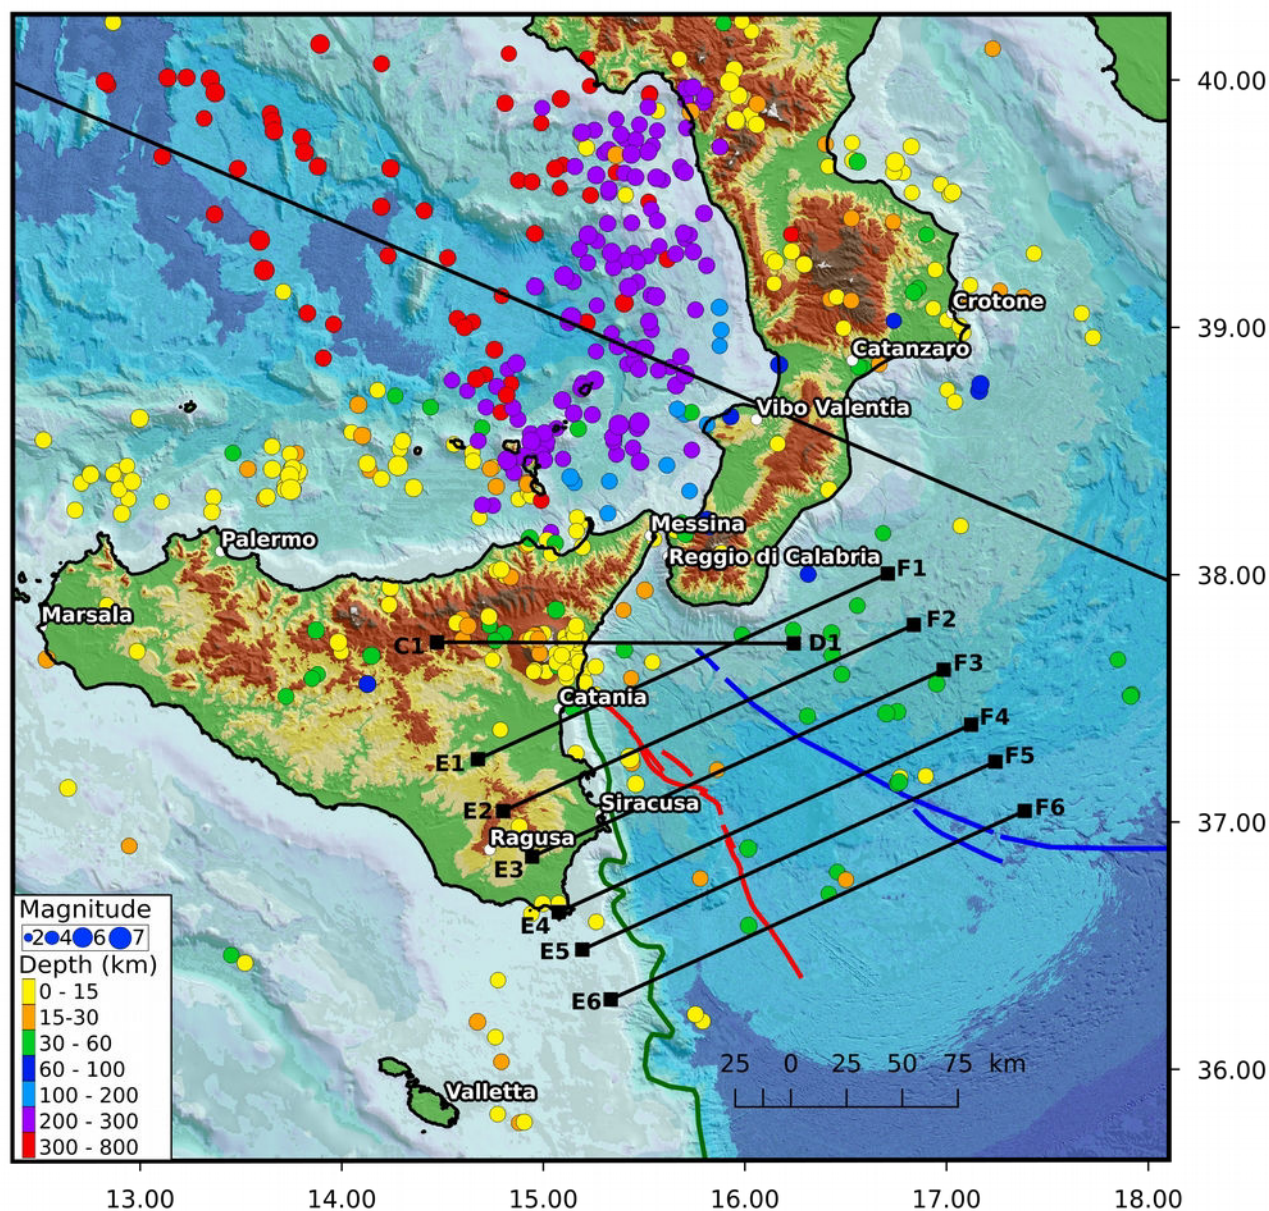 40.00
Crotone
39.00
Catanzaro
Vibo Valentia
Messina
Palermo
Reggio di Calabria
F1
38.00
Marsala
F2
C1
D1
F3
Catania
F4
E1
F5
Siracusa
E2
F6
37.00
Ragusa
E3
Magnitude
2 4 6 7
E4
Depth (km)
E5
0 - 15
E6
15-30
30 - 60
60 - 100
25 0 25 50 75 km
36.00
100 - 200
Valletta
200 - 300
300 - 800
13.00 14.00 15.00 16.00 17.00 18.00